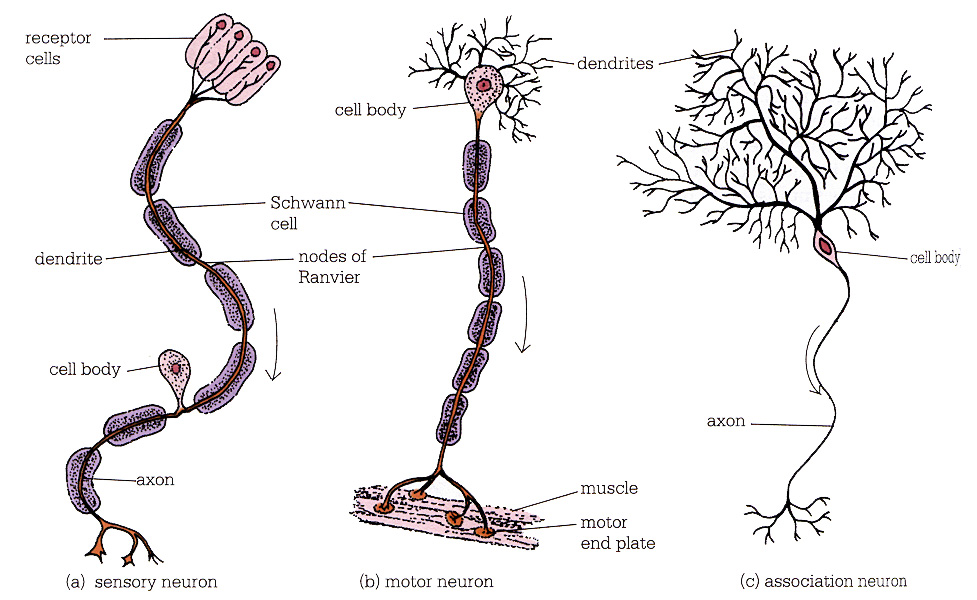 receptor
cells
dendrites
cell body
Schwann
cell
dendrite
nodes of
Ranvier
cell body
cell body
axon
axon
muscle
motor
end plate
(a) sensory neuron
(b) motor neuron
(c) association neuron